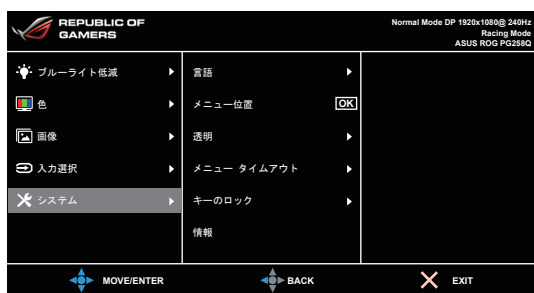 REPUBLIC OF
GAMERS
Normal Mode DP 1920x1080@ 240Hz
Racing Mode
ASUS ROG PG258Q
ブルーライト低減
色
画像
入力選択
システム
言語
メニュー位置
OK
透明
メニュー タイムアウト
キーのロック
情報
MOVE/ENTER
BACK
EXIT